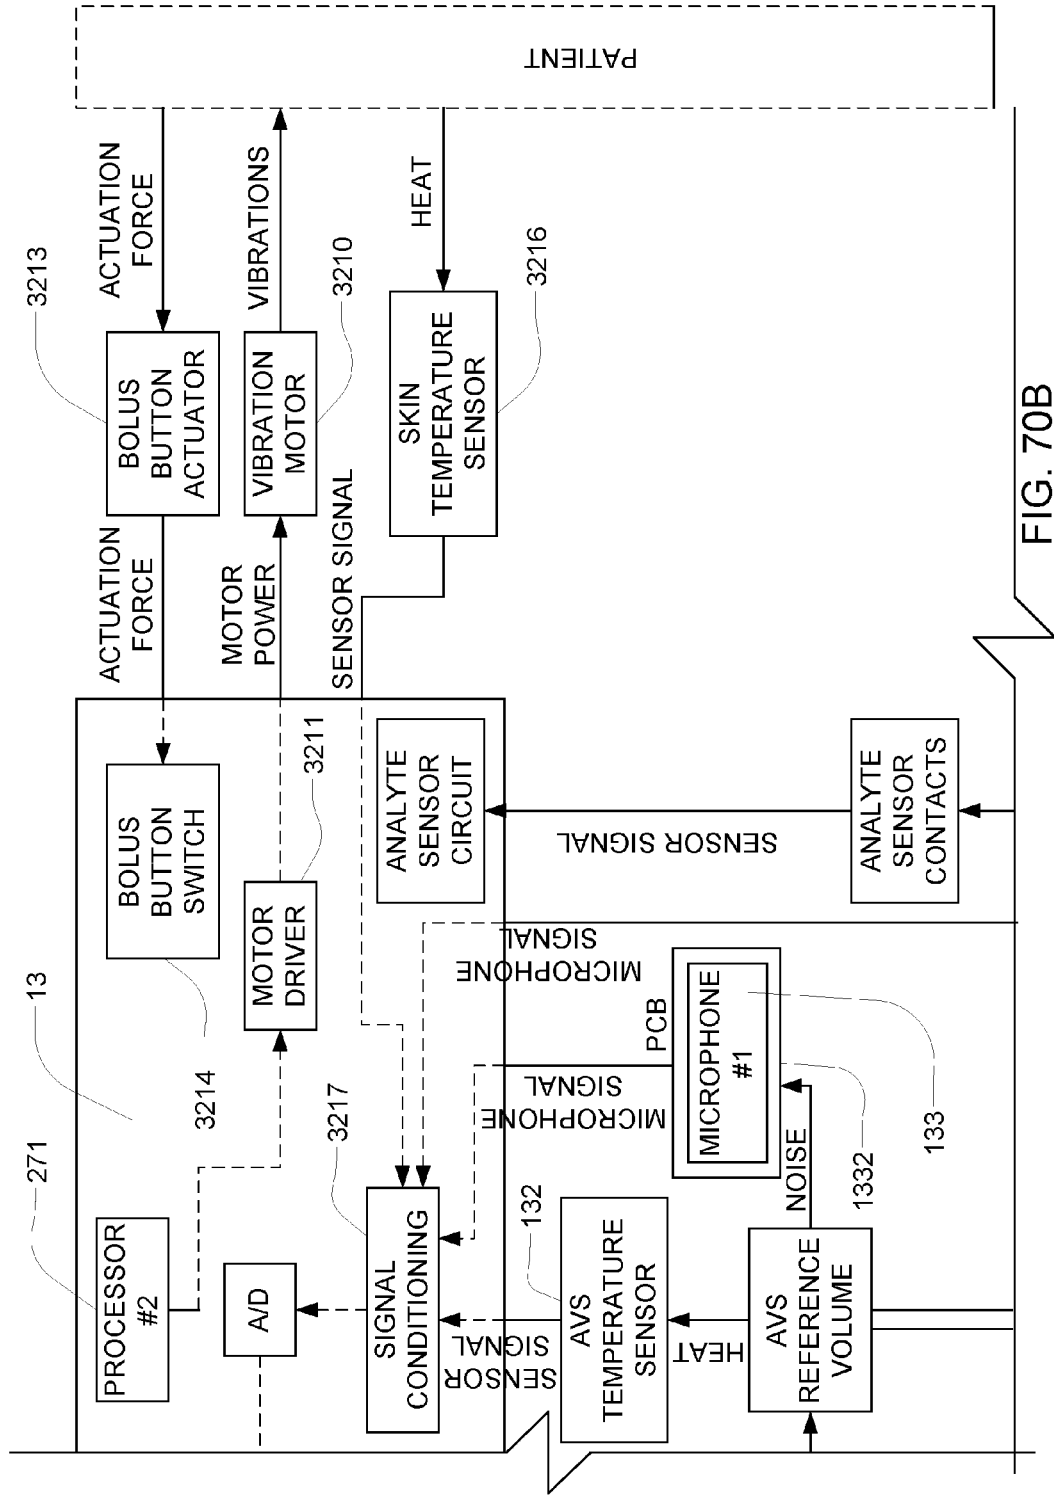 PATIENT
ACTUATION
FORCE
VIBRATIONS
HEAT
3213
3210
3216
BOLUS
BUTTON
ACTUATOR
VIBRATION
MOTOR
SKIN
TEMPERATURE
SENSOR
ACTUATION
FORCE
MOTOR
POWER
SENSOR SIGNAL
FIG. 70B
BOLUS
BUTTON
SWITCH
3214
MOTOR
DRIVER
3211
ANALYTE
SENSOR
CIRCUIT
SENSOR SIGNAL
ANALYTE
SENSOR
CONTACTS
13
271
PROCESSOR
#2
A/D
3217
SIGNAL
CONDITIONING
MICROPHONE
SIGNAL
MICROPHONE
SIGNAL
PCB
MICROPHONE
#1
133
1332
NOISE
SENSOR
SIGNAL
132
AVS
TEMPERATURE
SENSOR
HEAT
AVS
REFERENCE
VOLUME